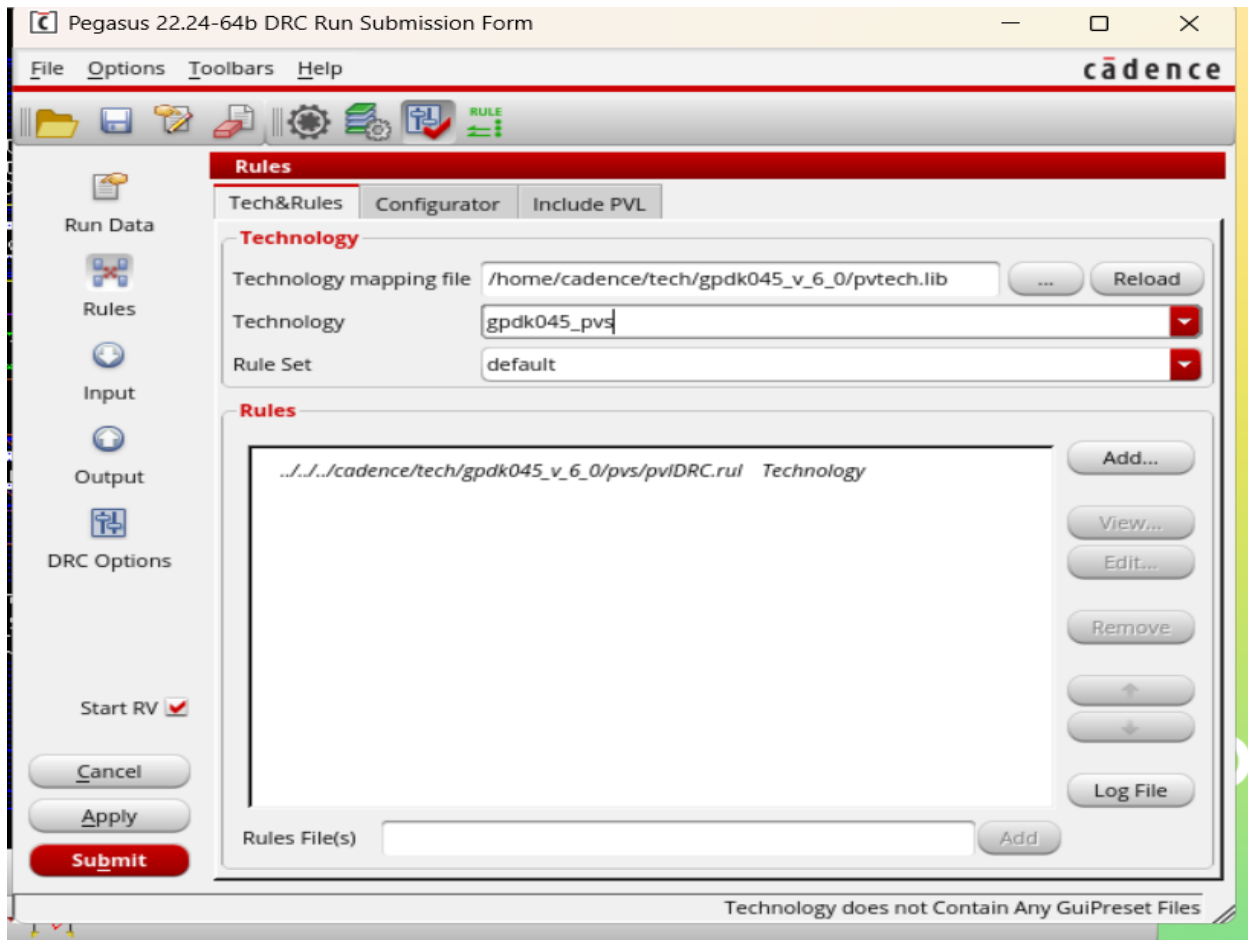 Pegasus 22.24-64b DRC Run Submission Form
File Options Toolbars Help
cādence
RULE
Run Data
Rules
Input
Output
DRC Options
Start RV
Cancel
Apply
Submit
Rules
Tech&Rules Configurator Include PVL
Technology
Technology mapping file /home/cadence/tech/gpdk045_v_6_0/pvtech.lib ... Reload
Technology gpdk045_pvs
Rule Set default
Rules
../../../cadence/tech/gpdk045_v_6_0/pvs/pvlDRC.rul Technology
Add...
View...
Edit...
Remove
Log File
Rules File(s) Add
Technology does not Contain Any GuiPreset Files